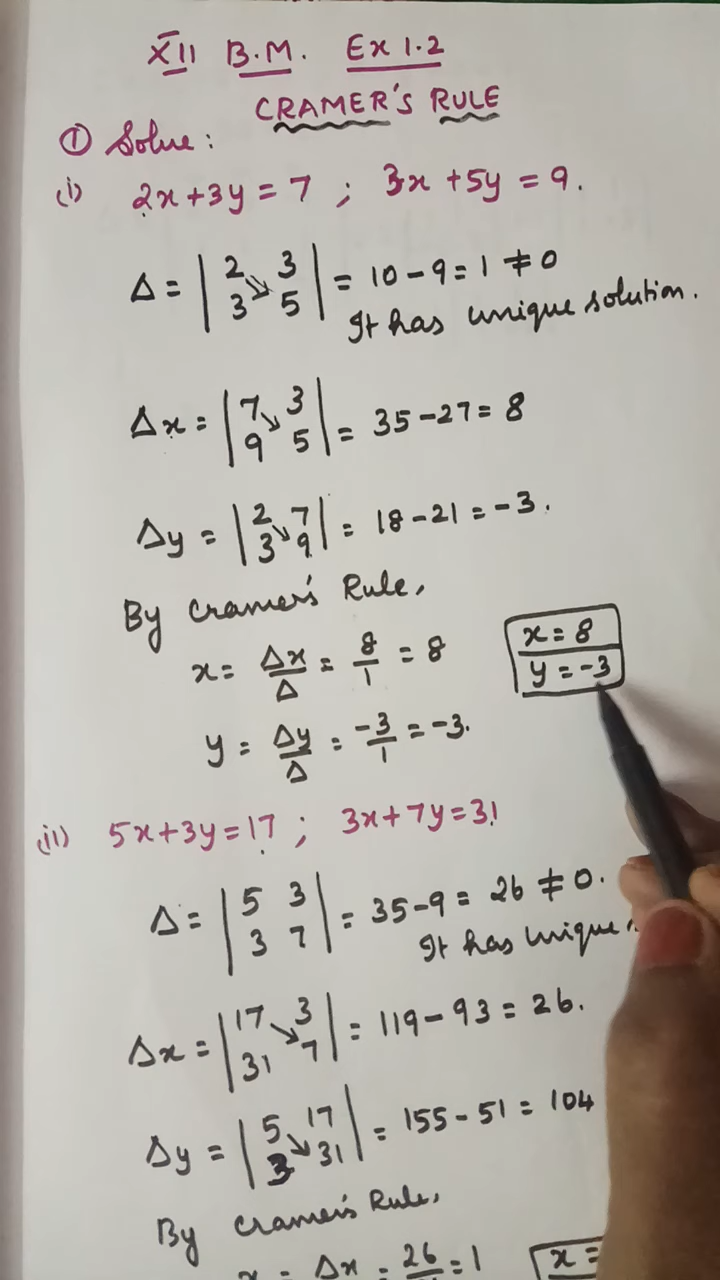 XII B.M. Ex 1.2
CRAMER'S RULE
① Solve:
(i) 2x+3y=7 ; 3x+5y=9.
Δ = | 2 3 | = 10-9=1 ≠0
| 3 5 |
It has unique solution.
Δx = | 7 3 | = 35-27=8
| 9 5 |
Δy = | 2 7 | = 18-21=-3.
| 3 9 |
By Cramer's Rule,
x = Δx/Δ = 8/1 = 8
x=8
y=-3
y = Δy/Δ = -3/1 = -3.
(ii) 5x+3y=17 ; 3x+7y=31
Δ = | 5 3 | = 35-9= 26 ≠0.
| 3 7 |
It has unique
Δx = | 17 3 | = 119-93=26.
| 31 7 |
Δy = | 5 17 | = 155-51=104
| 3 31 |
By Cramer's Rule,
x = Δx = 26 = 1
x=